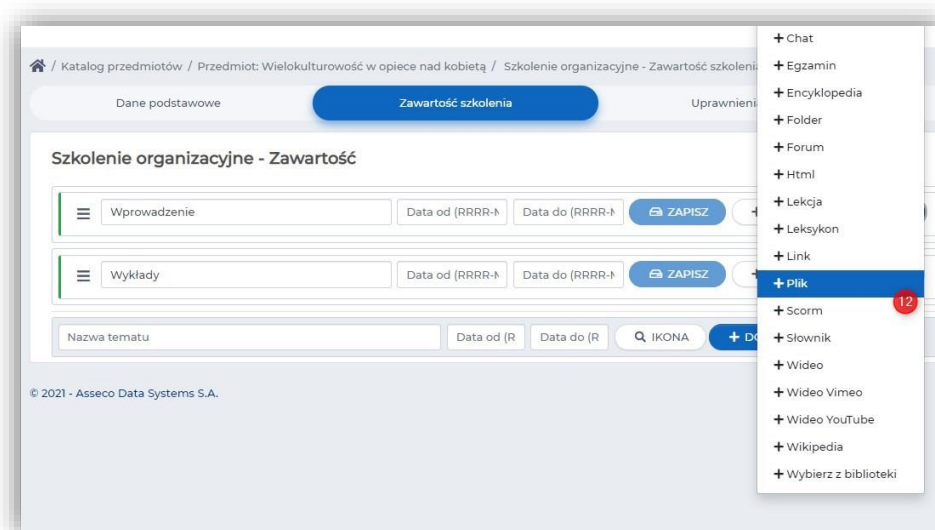 / Katalog przedmiotów / Przedmiot: Wielokulturowość w opiece nad kobietą / Szkolenie organizacyjne - Zawartość szkoleni
Dane podstawowe
Zawartość szkolenia
Uprawnieni
Szkolenie organizacyjne - Zawartość
Wprowadzenie Data od (RRRR-M Data do (RRRR-M ZAPISZ +
Wykłady Data od (RRRR-M Data do (RRRR-M ZAPISZ +
Nazwa tematu Data od (R Data do (R IKONA + DO
© 2021 - Asseco Data Systems S.A.
+ Chat
+ Egzamin
+ Encyklopedia
+ Folder
+ Forum
+ Html
+ Lekcja
+ Leksykon
+ Link
+ Plik
12
+ Scorm
+ Słownik
+ Wideo
+ Wideo Vimeo
+ Wideo YouTube
+ Wikipedia
+ Wybierz z biblioteki